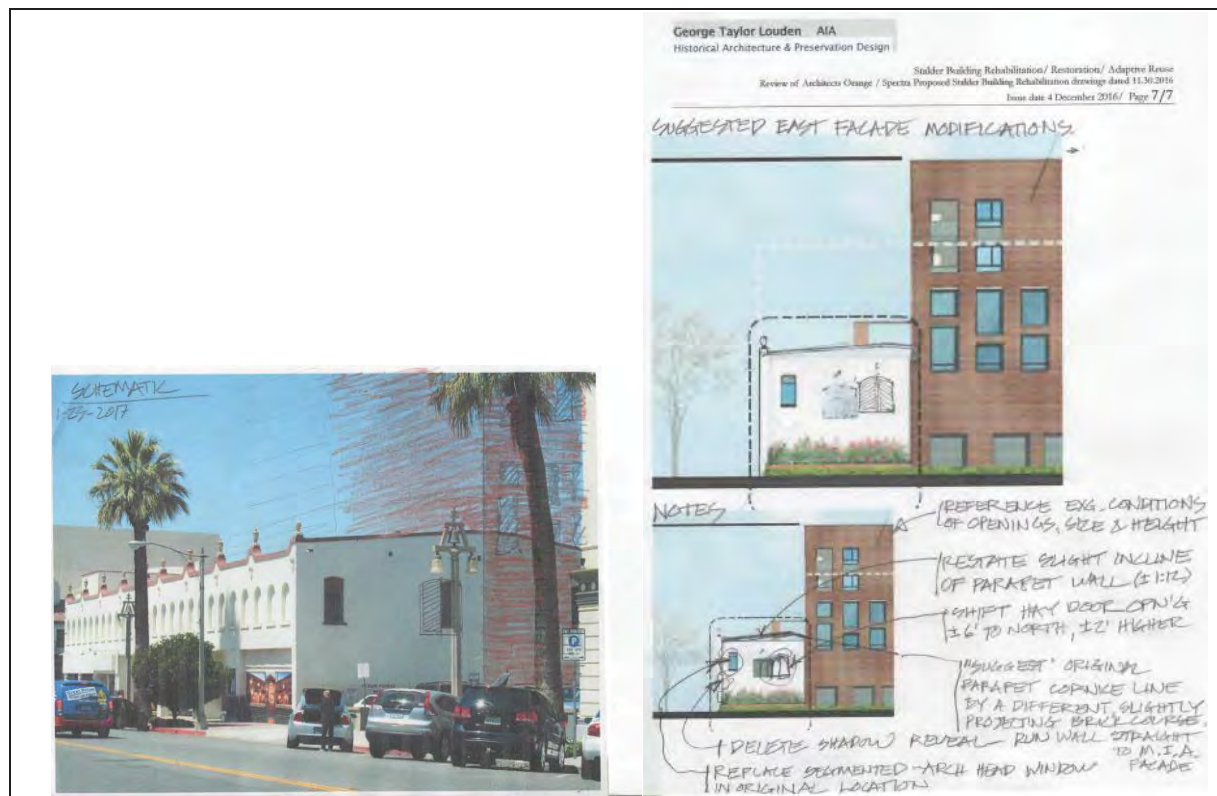 SCHEMATIC
1-25-2017
George Taylor Louden AIA
Historical Architecture & Preservation Design
Stalder Building Rehabilitation/ Restoration/ Adaptive Reuse
Review of Architects Orange / Spectra Proposed Stalder Building Rehabilitation drawings dated 11.30.2016
Issue date 4 December 2016/ Page 7/7
SUGGESTED EAST FACADE MODIFICATIONS
NOTES
REFERENCE EXG. CONDITIONS
OF OPENINGS, SIZE & HEIGHT
RESTATE SLIGHT INCLINE
OF PARAPET WALL (±1:12)
SHIFT HAY DOOR OPN'G
±6' TO NORTH, ±2' HIGHER
"SUGGEST" ORIGINAL
PARAPET CORNICE LINE
BY A DIFFERENT, SLIGHTLY
PROJECTING BRICK COURSE.
DELETE SHADOW REVEAL - RUN WALL STRAIGHT
TO M.I.A.
FACADE
REPLACE SEGMENTED-ARCH HEAD WINDOW
IN ORIGINAL LOCATION